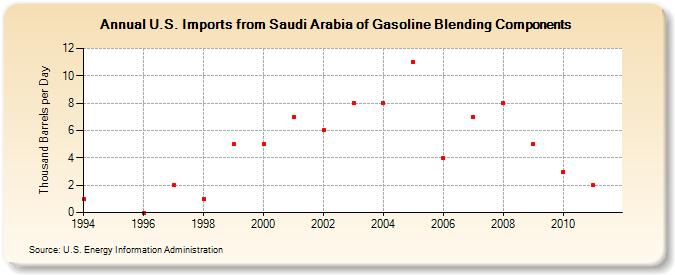 Annual U.S. Imports from Saudi Arabia of Gasoline Blending Components
Thousand Barrels per Day
12
10
8
6
4
2
0
1994 1996 1998 2000 2002 2004 2006 2008 2010
Source: U.S. Energy Information Administration